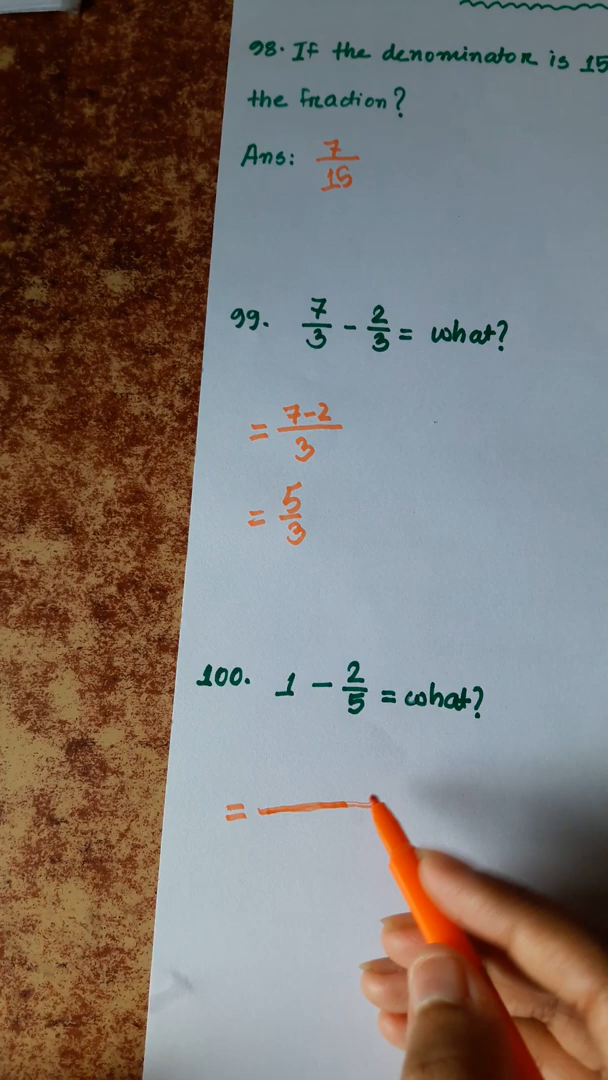 98. If the denominator is 15
the fraction?
Ans: 7/15
99. 7/3 - 2/3 = what?
= 7-2/3
= 5/3
100. 1 - 2/5 = what?
=